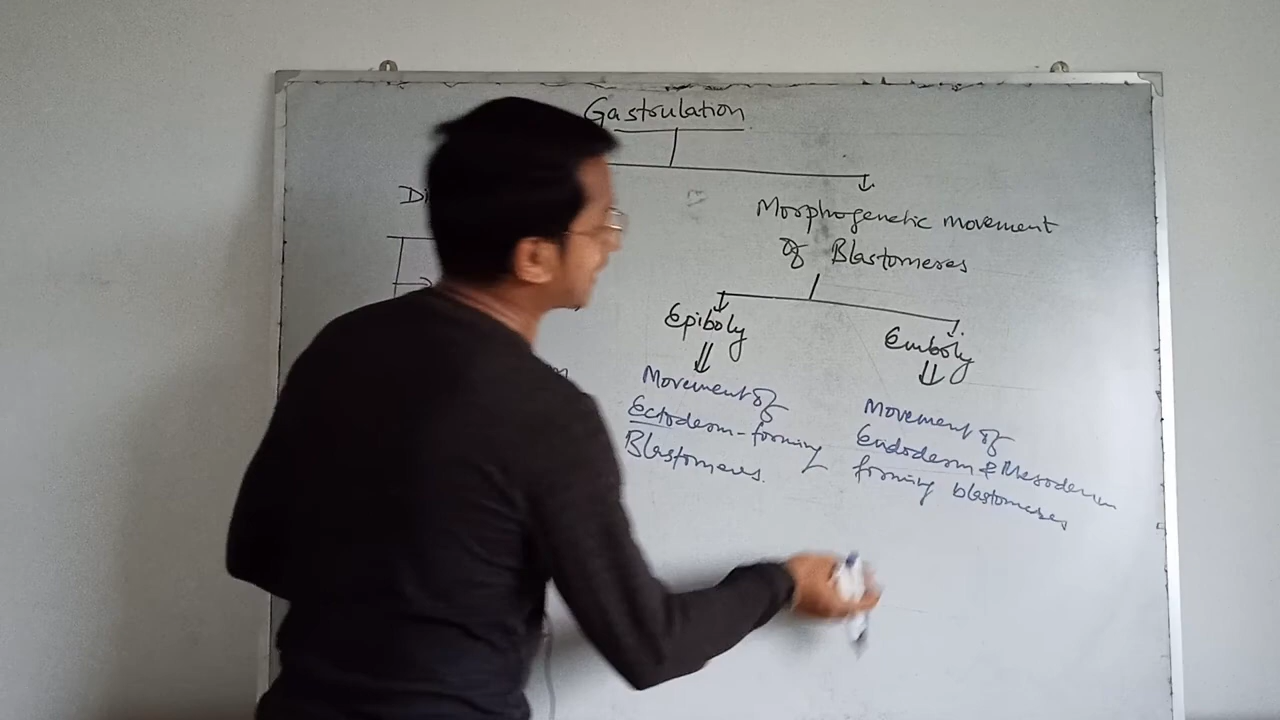 Gastrulation
Morphogenetic movement
of Blastomeres
Epiboly
Emboly
Movement of
Ectoderm-forming
Blastomeres.
Movement of
Endoderm & Mesoderm
forming blastomeres